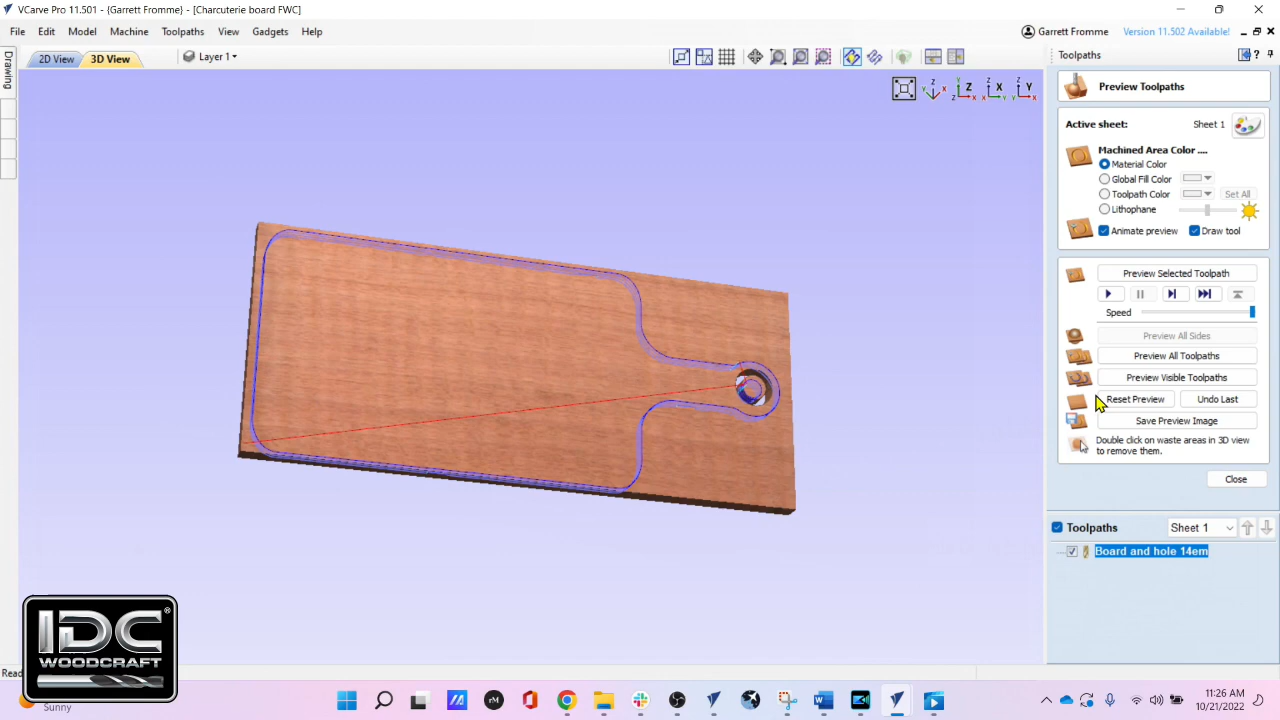 VCarve Pro 11.501 - {Garrett Fromme} - [Charcuterie board FWC]
File Edit Model Machine Toolpaths View Gadgets Help
Garrett Fromme Version 11.502 Available!
2D View 3D View Layer 1
Drawing
Toolpaths
Preview Toolpaths
Active sheet: Sheet 1
Machined Area Color ....
Material Color
Global Fill Color
Toolpath Color Set All
Lithophane
Animate preview Draw tool
Preview Selected Toolpath
Speed
Preview All Sides
Preview All Toolpaths
Preview Visible Toolpaths
Reset Preview Undo Last
Save Preview Image
Double click on waste areas in 3D view
to remove them.
Close
Toolpaths Sheet 1
Board and hole 14em
IDC®
WOODCRAFT
Read
Sunny
11:26 AM
10/21/2022